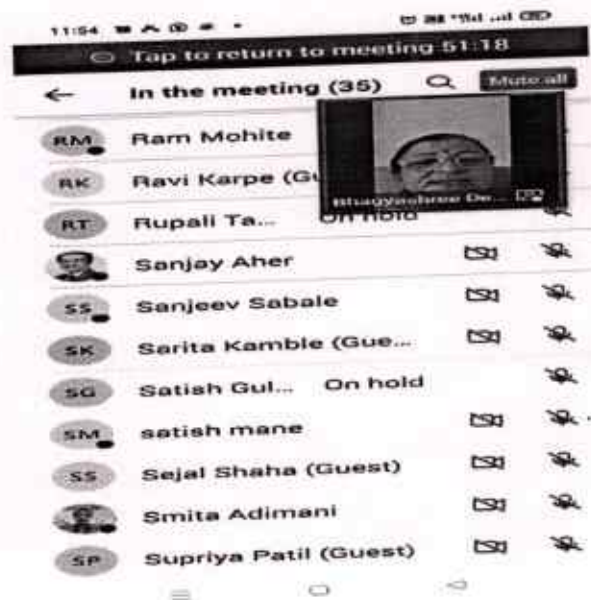 11:54
Tap to return to meeting 51:18
In the meeting (35) Mute all
RM Ram Mohite
RK Ravi Karpe (Gu
Bhagyashree De...
RT Rupali Ta... On hold
Sanjay Aher
SS Sanjeev Sabale
SK Sarita Kamble (Gue...
SG Satish Gul... On hold
SM satish mane
SS Sejal Shaha (Guest)
Smita Adimani
SP Supriya Patil (Guest)